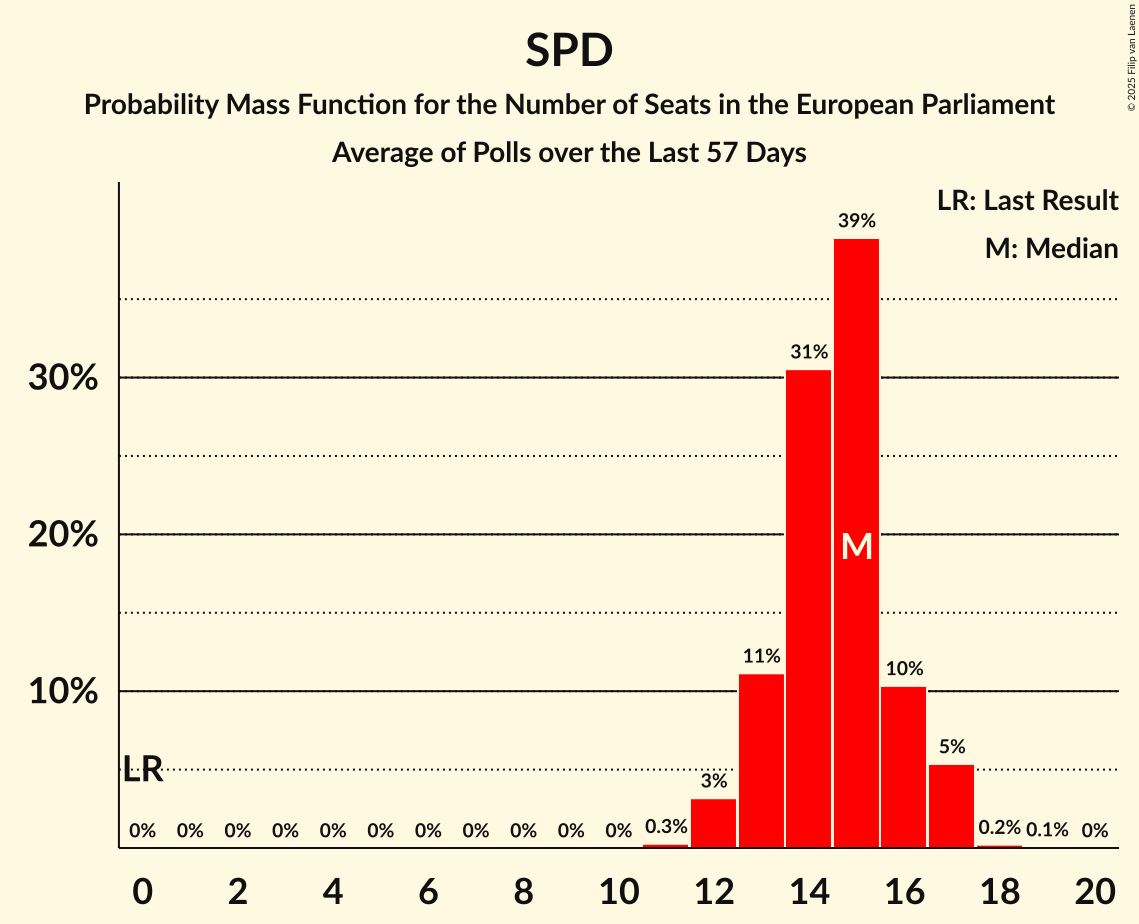 SPD
Probability Mass Function for the Number of Seats in the European Parliament
Average of Polls over the Last 57 Days
© 2025 Filip van Laenen
LR: Last Result
M: Median
39%
31%
30%
20%
M
11%
10%
10%
5%
LR
3%
0% 0% 0% 0% 0% 0% 0% 0% 0% 0% 0% 0.3% 0.2% 0.1% 0%
0 2 4 6 8 10 12 14 16 18 20